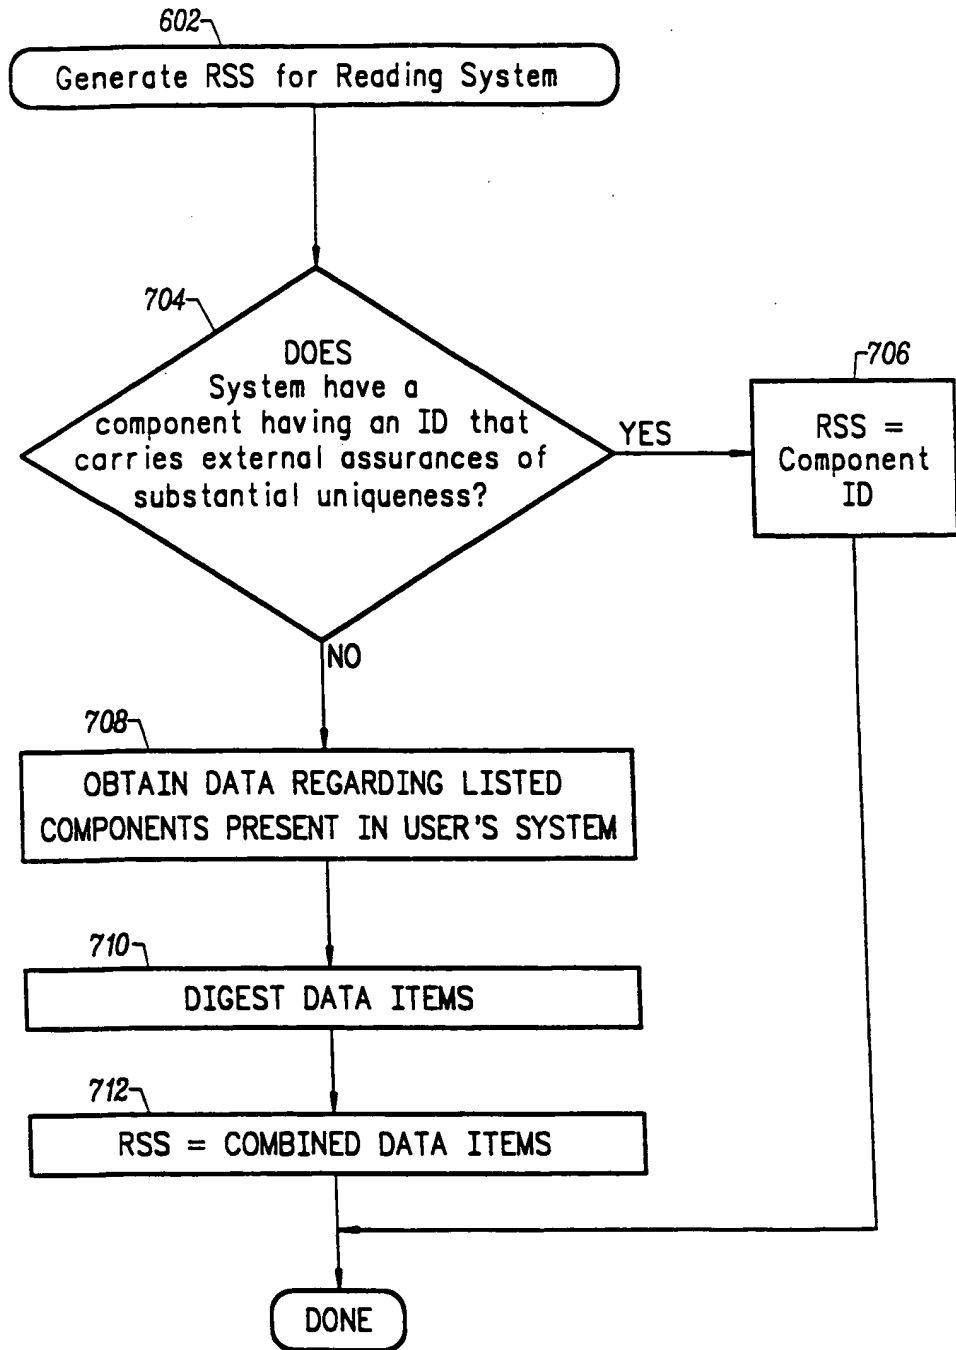 602
Generate RSS for Reading System
704
DOES
System have a
component having an ID that
carries external assurances of
substantial uniqueness?
YES
706
RSS =
Component
ID
NO
708
OBTAIN DATA REGARDING LISTED
COMPONENTS PRESENT IN USER'S SYSTEM
710
DIGEST DATA ITEMS
712
RSS = COMBINED DATA ITEMS
DONE